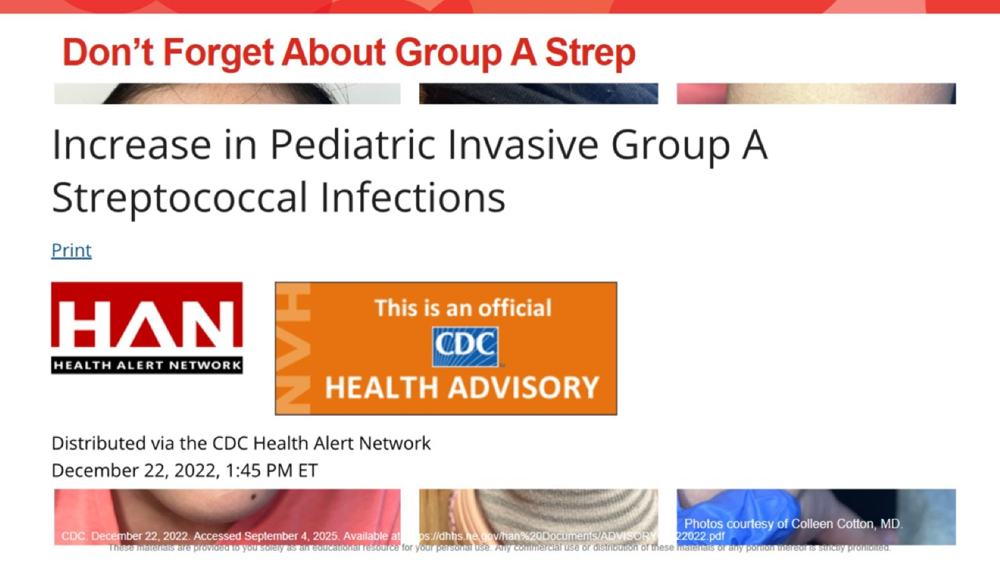 Don't Forget About Group A Strep
Increase in Pediatric Invasive Group A
Streptococcal Infections
Print
HAN
HEALTH ALERT NETWORK
HAN
This is an official
CDC
HEALTH ADVISORY
Distributed via the CDC Health Alert Network
December 22, 2022, 1:45 PM ET
Photos courtesy of Colleen Cotton, MD.
CDC. December 22, 2022. Accessed September 4, 2025. Available at ps://dhhs.ne.gov/han%20Documents/ADVISORY 22022.pdf
These materials are provided to you solely as an educational resource for your personal use. Any commercial use or distribution of these materials or any portion thereof is strictly prohibited.